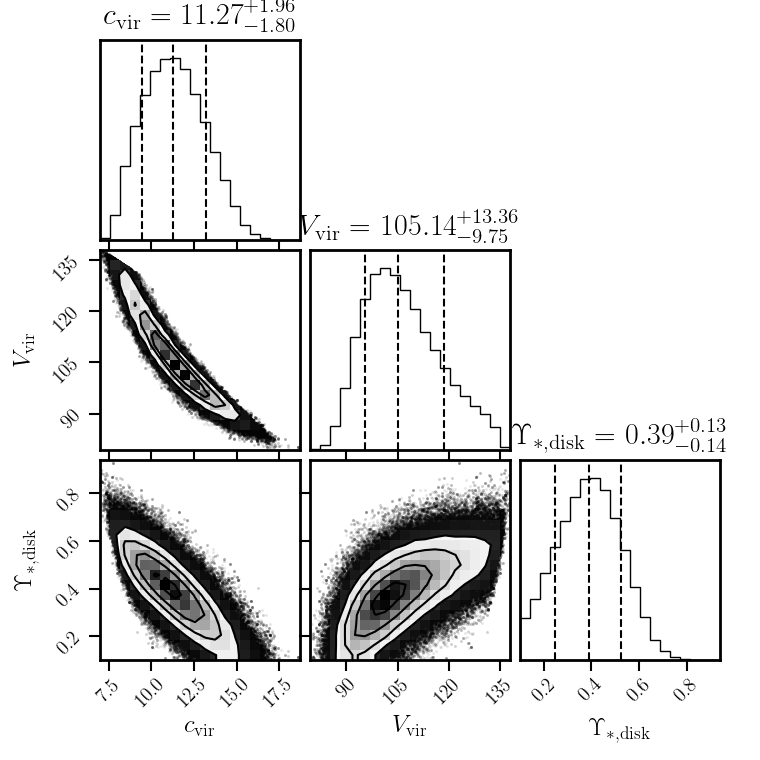 c_vir = 11.27^{+1.96}_{-1.80}
V_vir = 105.14^{+13.36}_{-9.75}
135
120
105
90
V_vir
ϒ_{*,disk} = 0.39^{+0.13}_{-0.14}
0.8
0.6
0.4
0.2
ϒ_{*,disk}
7.5 10.0 12.5 15.0 17.5
90 105 120 135
0.2 0.4 0.6 0.8
c_vir
V_vir
ϒ_{*,disk}